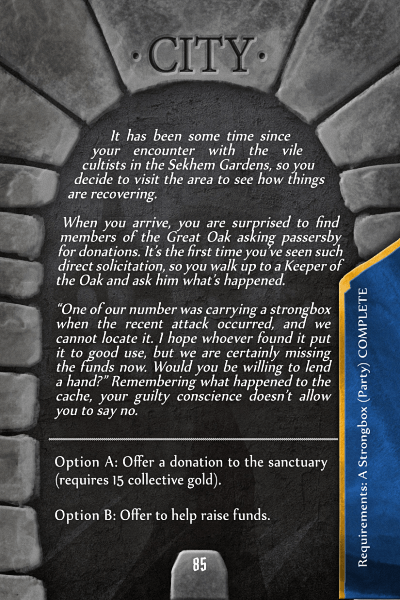 ·CITY·
It has been some time since
your encounter with the vile
cultists in the Sekhem Gardens, so you
decide to visit the area to see how things
are recovering.
When you arrive, you are surprised to find
members of the Great Oak asking passersby
for donations. It's the first time you've seen such
direct solicitation, so you walk up to a Keeper of
the Oak and ask him what's happened.
"One of our number was carrying a strongbox
when the recent attack occurred, and we
cannot locate it. I hope whoever found it put
it to good use, but we are certainly missing
the funds now. Would you be willing to lend
a hand?" Remembering what happened to the
cache, your guilty conscience doesn't allow
you to say no.
Option A: Offer a donation to the sanctuary
(requires 15 collective gold).
Option B: Offer to help raise funds.
85
Requirements: A Strongbox (Party) COMPLETE